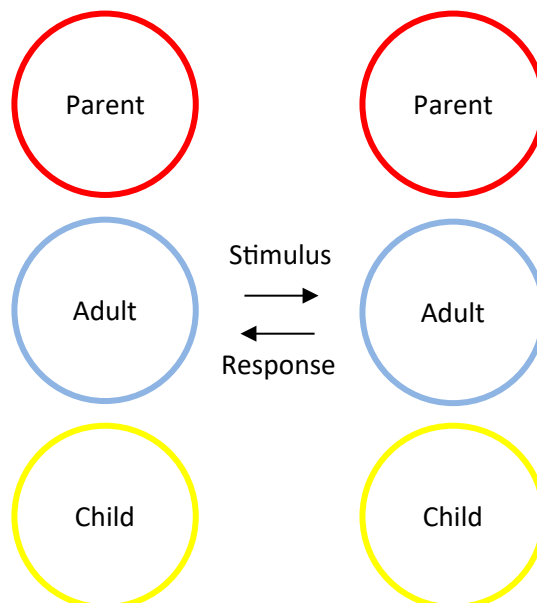 Parent
Parent
Stimulus
Adult
Adult
Response
Child
Child